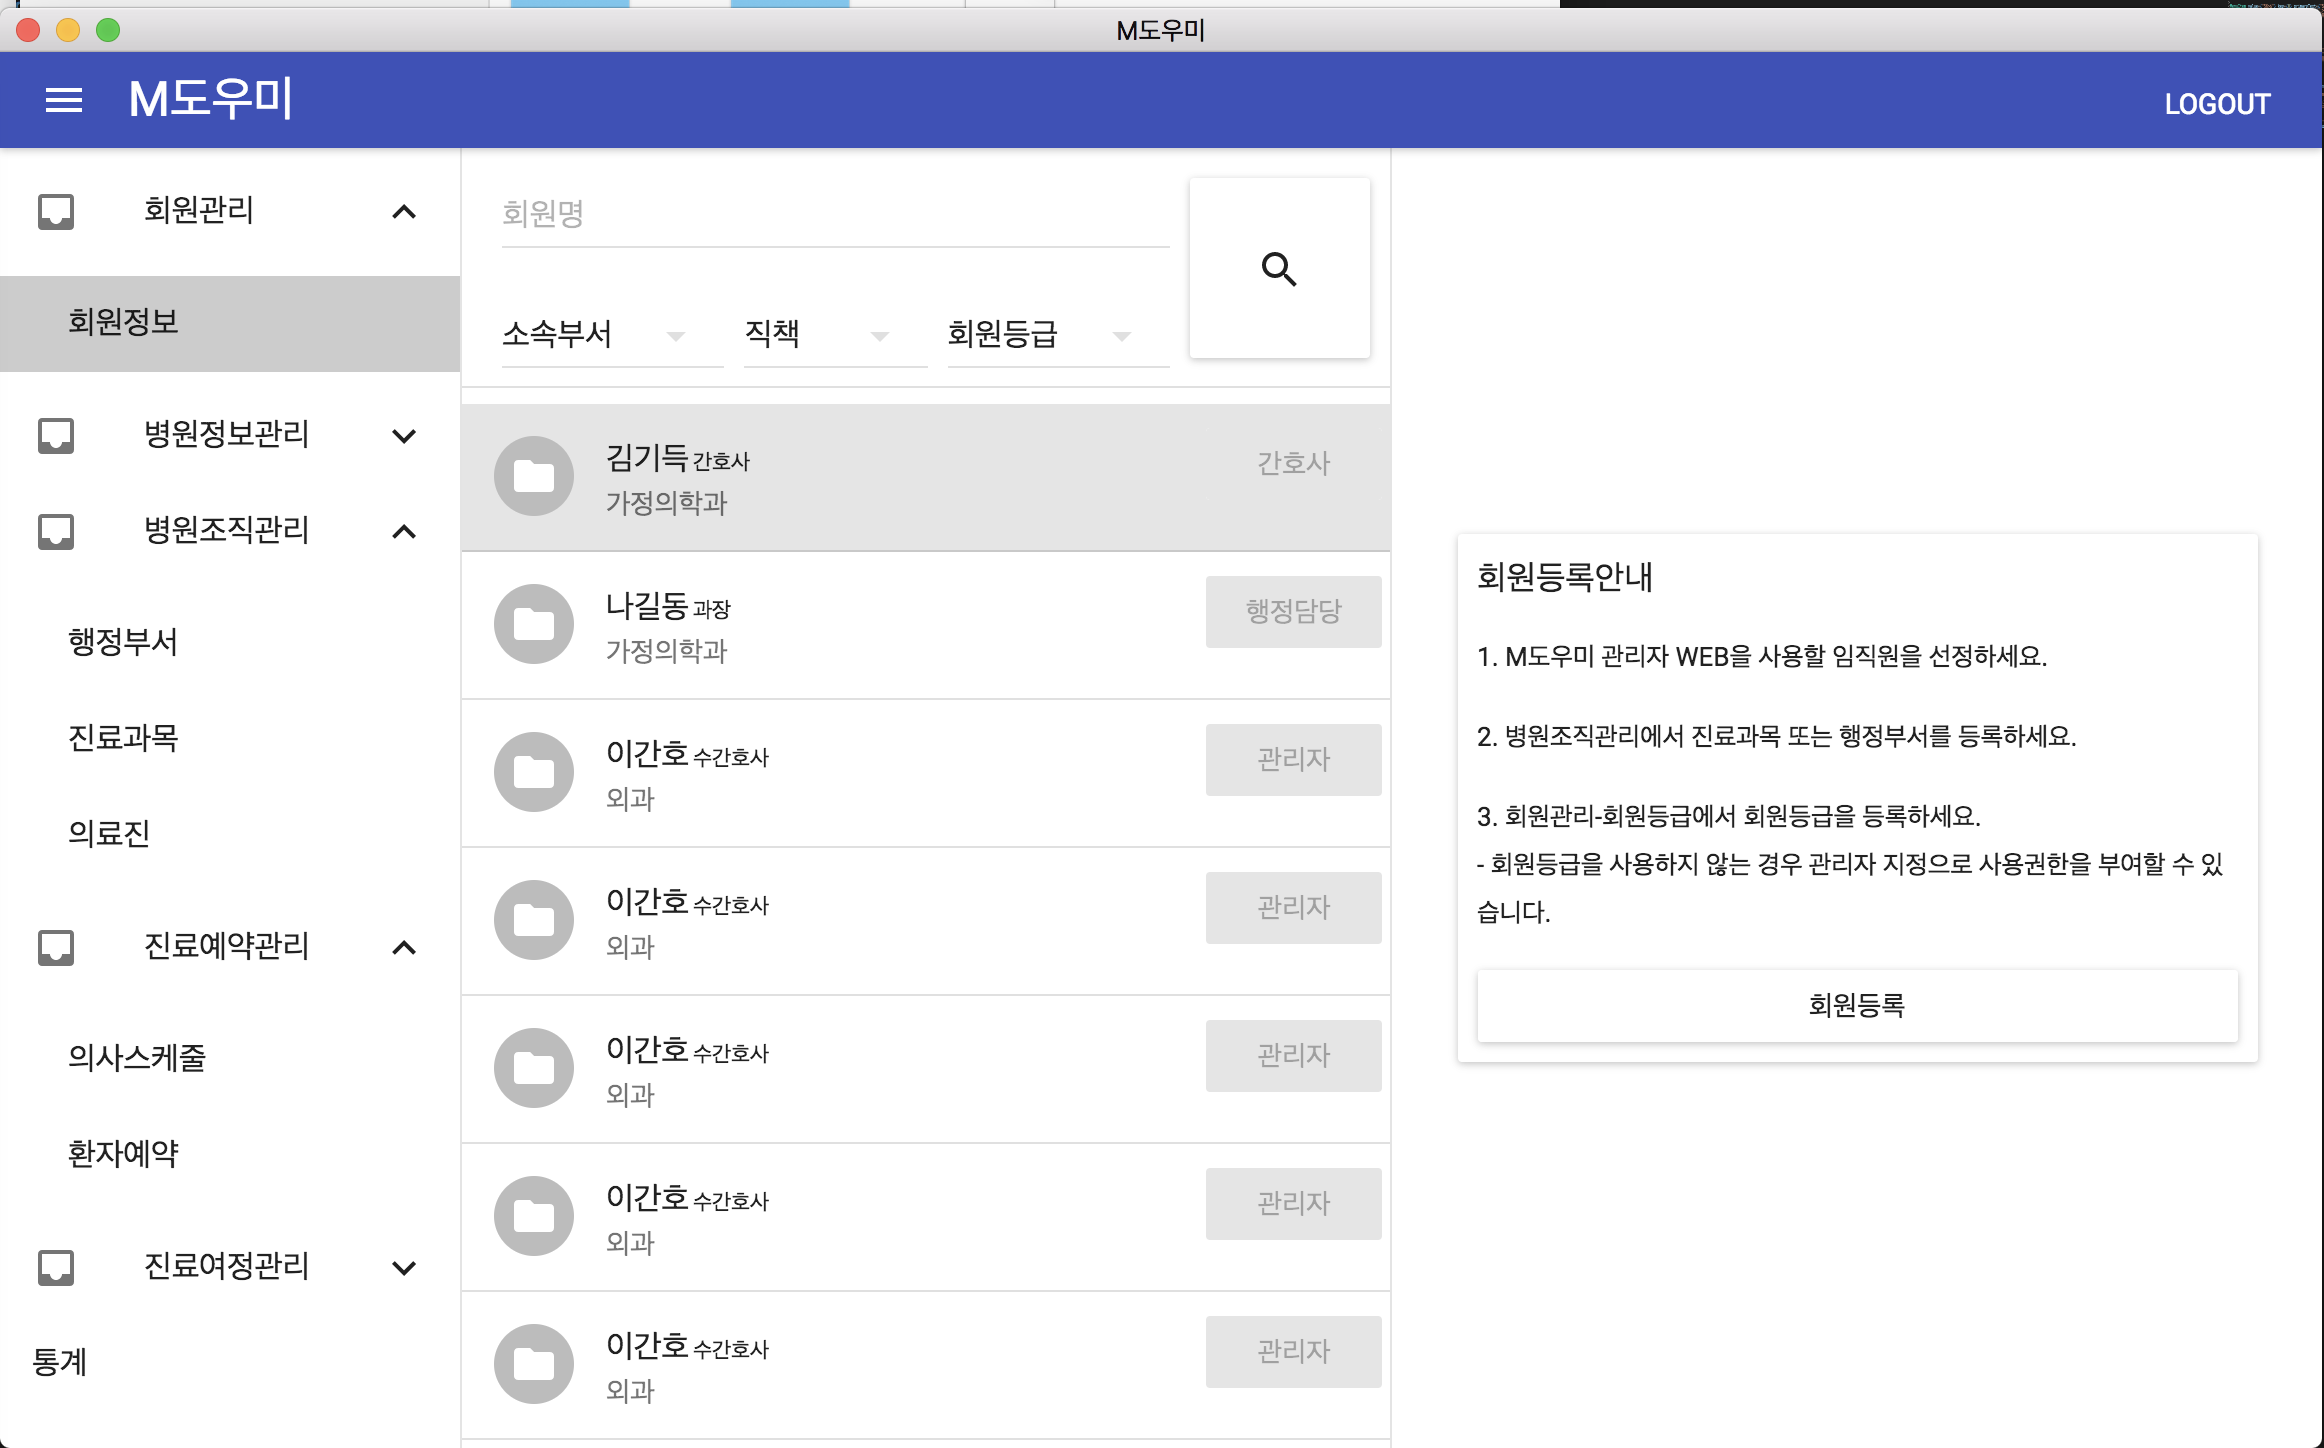 M도우미
M도우미
LOGOUT
회원관리
회원정보
병원정보관리
병원조직관리
행정부서
진료과목
의료진
진료예약관리
의사스케줄
환자예약
진료여정관리
통계
회원명
소속부서 직책 회원등급
김기득 간호사 간호사
가정의학과
나길동 과장 행정담당
가정의학과
이간호 수간호사 관리자
외과
이간호 수간호사 관리자
외과
이간호 수간호사 관리자
외과
이간호 수간호사 관리자
외과
이간호 수간호사 관리자
외과
회원등록안내
1. M도우미 관리자 WEB을 사용할 임직원을 선정하세요.
2. 병원조직관리에서 진료과목 또는 행정부서를 등록하세요.
3. 회원관리-회원등급에서 회원등급을 등록하세요.
- 회원등급을 사용하지 않는 경우 관리자 지정으로 사용권한을 부여할 수 있
습니다.
회원등록